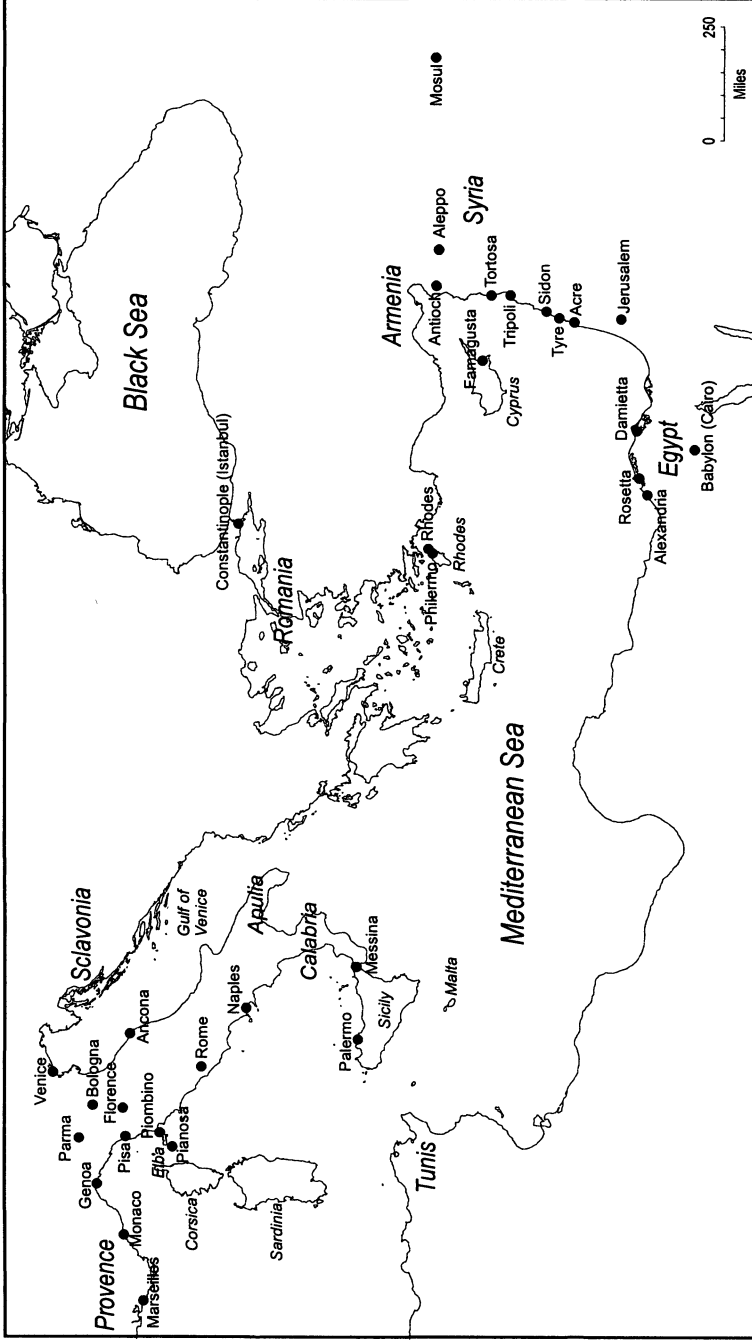 Venice
Sclavonia
Parma
Bologna
Genoa
Florence
Provence
Monaco
Pisa
Piombino
Ancona
Marseilles
Elba
Pianosa
Gulf of
Venice
Corsica
Rome
Naples
Apulia
Sardinia
Calabria
Palermo
Messina
Sicily
Tunis
Malta
Mediterranean Sea
Black Sea
Constantinople (Istanbul)
Romania
Philermo
Rhodes
Rhodes
Crete
Armenia
Antioch
Aleppo
Mosul
Syria
Famagusta
Tortosa
Cyprus
Tripoli
Sidon
Tyre
Acre
Jerusalem
Damietta
Rosetta
Alexandria
Egypt
Babylon (Cairo)
0 250
Miles